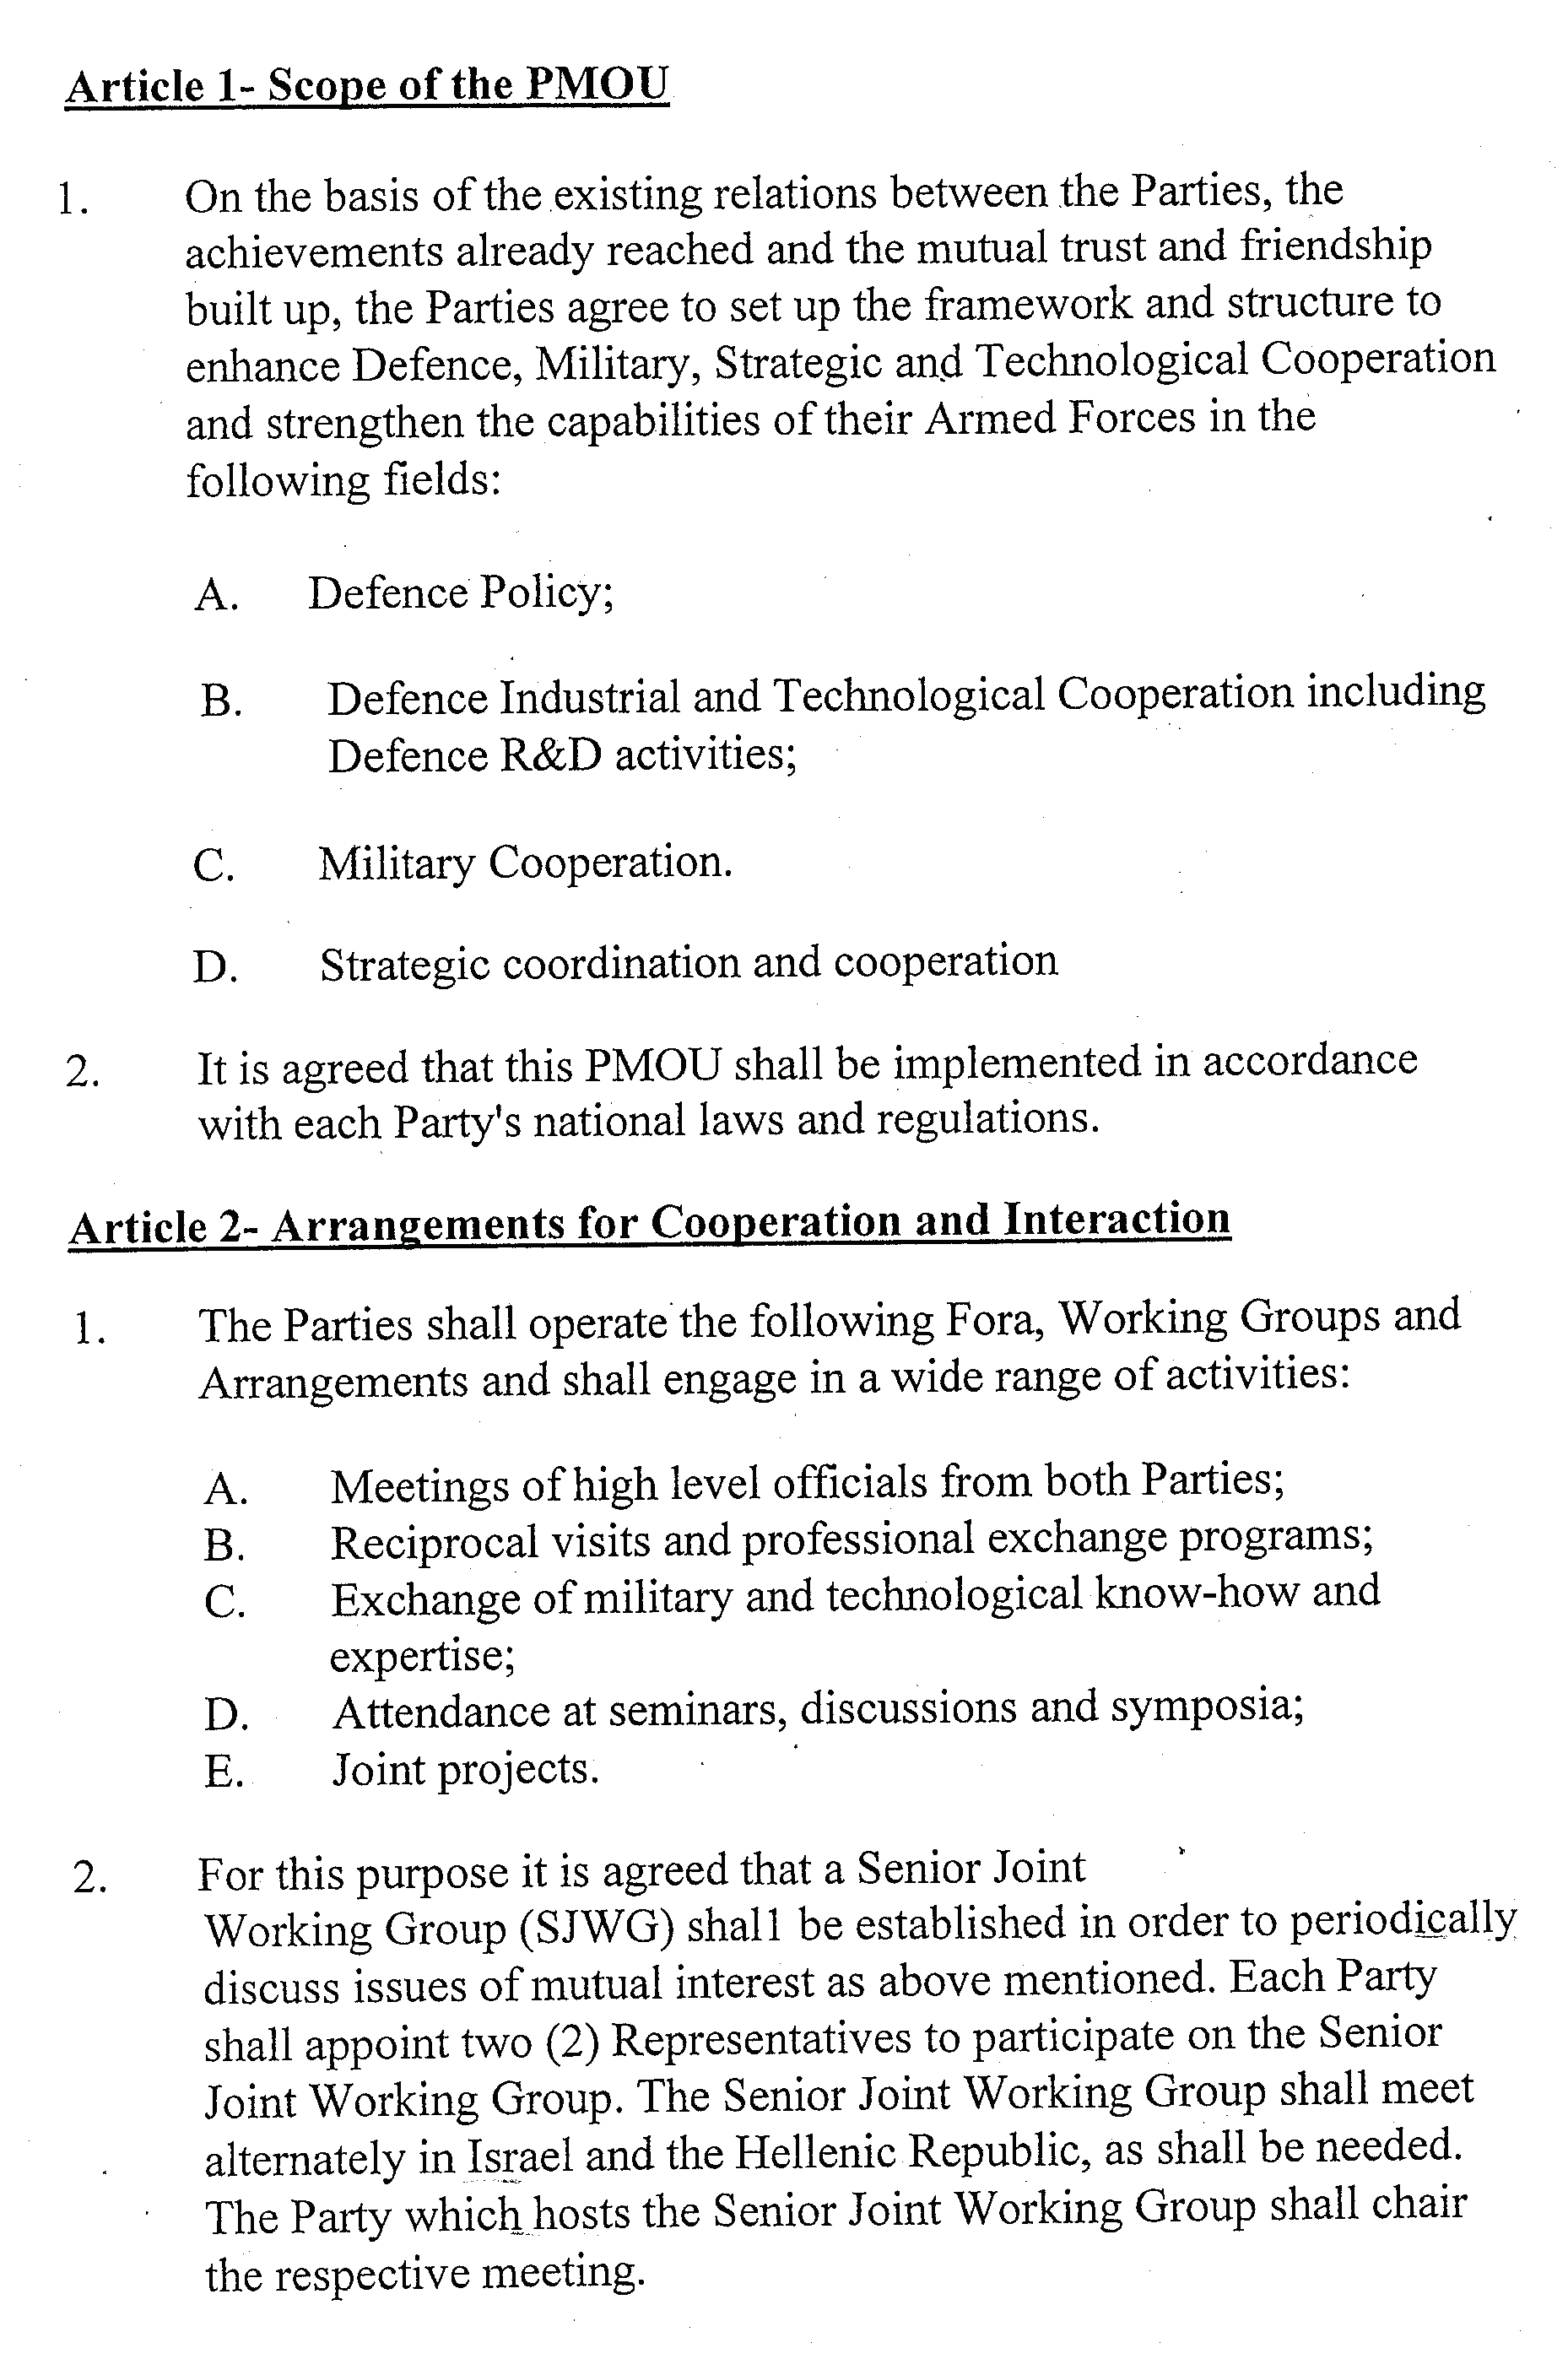 Article 1- Scope of the PMOU
1. On the basis of the existing relations between the Parties, the
achievements already reached and the mutual trust and friendship
built up, the Parties agree to set up the framework and structure to
enhance Defence, Military, Strategic and Technological Cooperation
and strengthen the capabilities of their Armed Forces in the
following fields:
A. Defence Policy;
B. Defence Industrial and Technological Cooperation including
Defence R&D activities;
C. Military Cooperation.
D. Strategic coordination and cooperation
2. It is agreed that this PMOU shall be implemented in accordance
with each Party's national laws and regulations.
Article 2- Arrangements for Cooperation and Interaction
1. The Parties shall operate the following Fora, Working Groups and
Arrangements and shall engage in a wide range of activities:
A. Meetings of high level officials from both Parties;
B. Reciprocal visits and professional exchange programs;
C. Exchange of military and technological know-how and
expertise;
D. Attendance at seminars, discussions and symposia;
E. Joint projects.
2. For this purpose it is agreed that a Senior Joint
Working Group (SJWG) shall be established in order to periodically
discuss issues of mutual interest as above mentioned. Each Party
shall appoint two (2) Representatives to participate on the Senior
Joint Working Group. The Senior Joint Working Group shall meet
alternately in Israel and the Hellenic Republic, as shall be needed.
The Party which hosts the Senior Joint Working Group shall chair
the respective meeting.